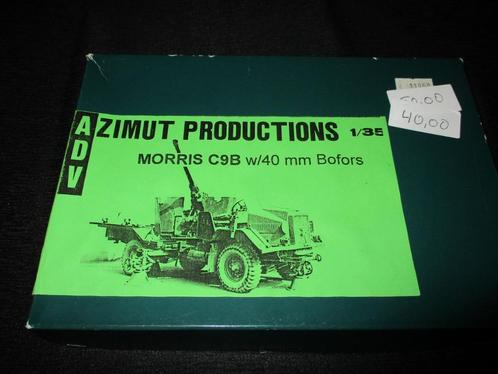 AZIMUT PRODUCTIONS 1/35
ADV
MORRIS C9B w/40 mm Bofors
40,00